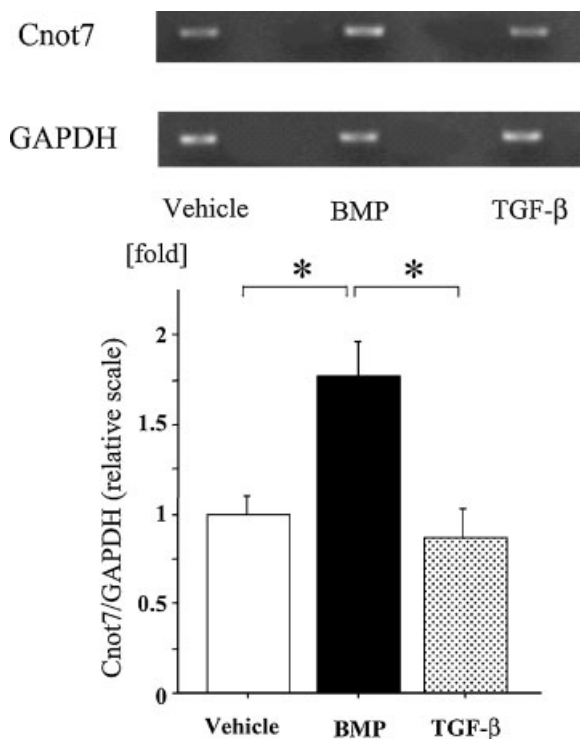 Cnot7
GAPDH
Vehicle BMP TGF-β
[fold]
* *
2
1.5
1
0.5
0
Cnot7/GAPDH (relative scale)
Vehicle BMP TGF-β